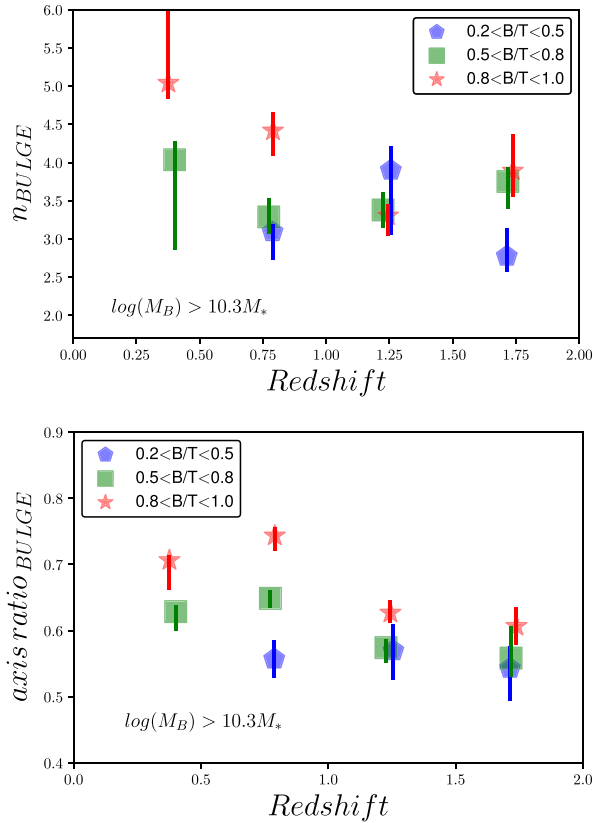 6.0
5.5
5.0
4.5
4.0
3.5
3.0
2.5
2.0
n_BULGE
0.2<B/T<0.5
0.5<B/T<0.8
0.8<B/T<1.0
log(M_B) > 10.3M_*
0.00 0.25 0.50 0.75 1.00 1.25 1.50 1.75 2.00
Redshift
0.9
0.8
0.7
0.6
0.5
0.4
axis ratio_BULGE
0.2<B/T<0.5
0.5<B/T<0.8
0.8<B/T<1.0
log(M_B) > 10.3M_*
0.0 0.5 1.0 1.5 2.0
Redshift